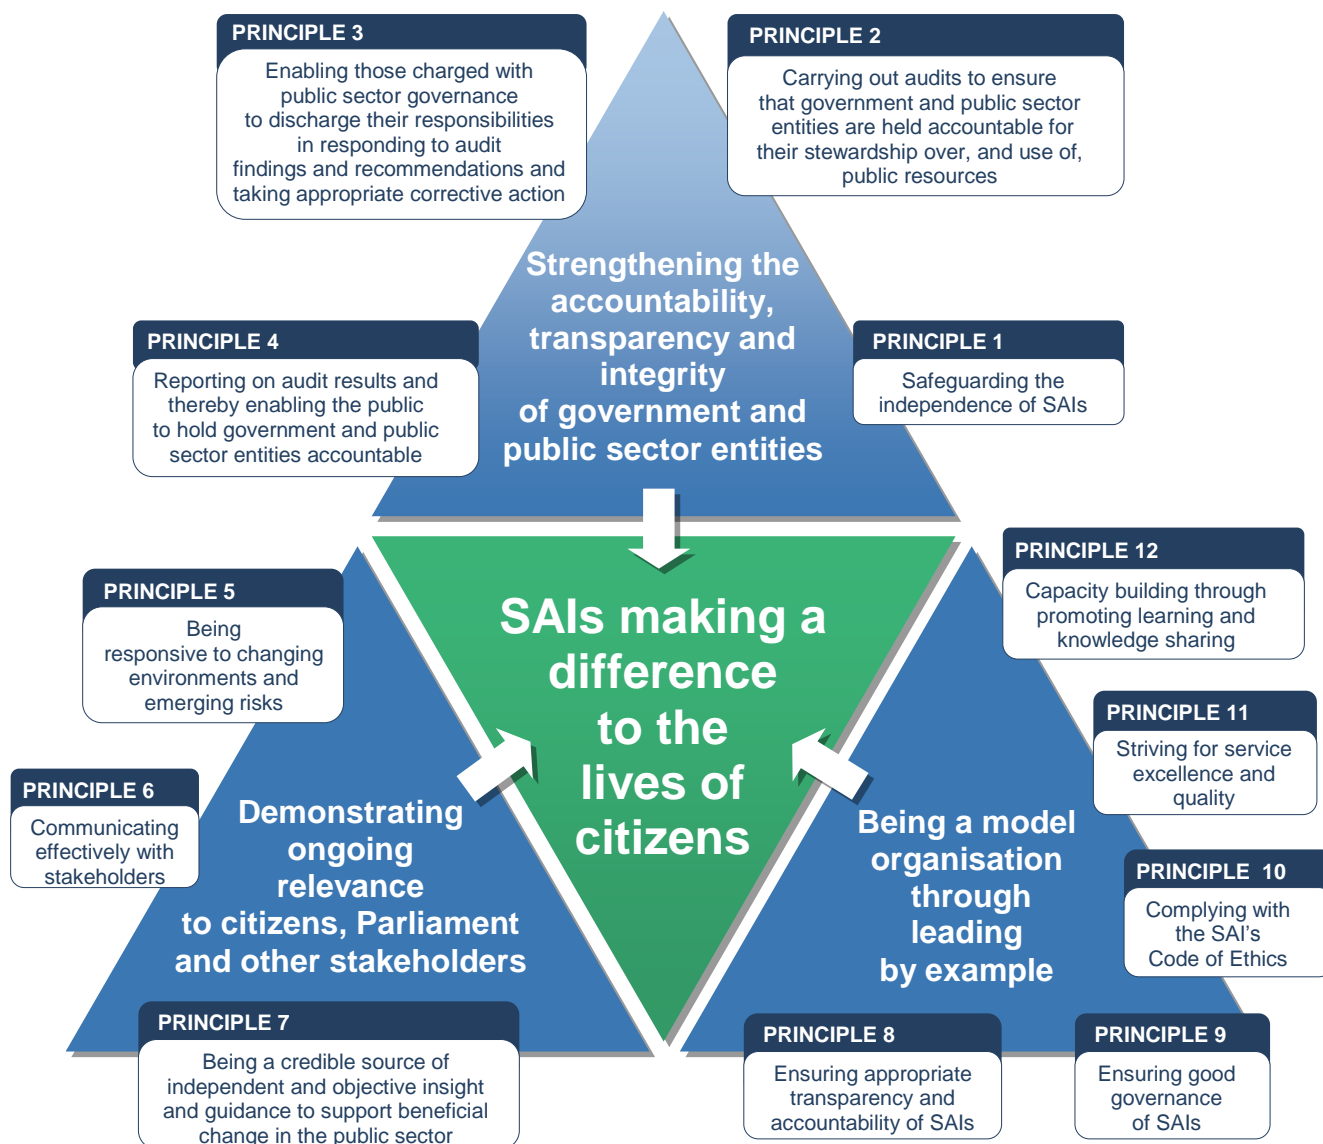 PRINCIPLE 3
Enabling those charged with
public sector governance
to discharge their responsibilities
in responding to audit
findings and recommendations and
taking appropriate corrective action
PRINCIPLE 2
Carrying out audits to ensure
that government and public sector
entities are held accountable for
their stewardship over, and use of,
public resources
Strengthening the
accountability,
transparency and
integrity
of government and
public sector entities
PRINCIPLE 4
Reporting on audit results and
thereby enabling the public
to hold government and public
sector entities accountable
PRINCIPLE 1
Safeguarding the
independence of SAIs
PRINCIPLE 12
Capacity building through
promoting learning and
knowledge sharing
PRINCIPLE 5
Being
responsive to changing
environments and
emerging risks
SAIs making a
difference
to the
lives of
citizens
PRINCIPLE 11
Striving for service
excellence and
quality
PRINCIPLE 6
Communicating
effectively with
stakeholders
Demonstrating
ongoing
relevance
to citizens, Parliament
and other stakeholders
Being a model
organisation
through
leading
by example
PRINCIPLE 10
Complying with
the SAI’s
Code of Ethics
PRINCIPLE 7
Being a credible source of
independent and objective insight
and guidance to support beneficial
change in the public sector
PRINCIPLE 8
Ensuring appropriate
transparency and
accountability of SAIs
PRINCIPLE 9
Ensuring good
governance
of SAIs